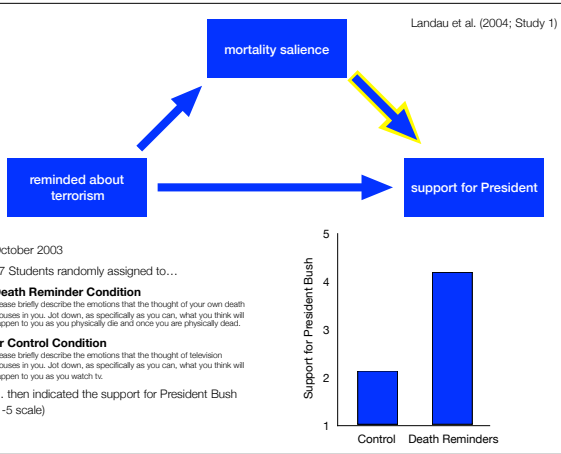 Landau et al. (2004; Study 1)
mortality salience
reminded about
terrorism
support for President
ctober 2003
7 Students randomly assigned to…
eath Reminder Condition
ease briefly describe the emotions that the thought of your own death
ouses in you. Jot down, as specifically as you can, what you think will
appen to you as you physically die and once you are physically dead.
r Control Condition
ease briefly describe the emotions that the thought of television
ouses in you. Jot down, as specifically as you can, what you think will
appen to you as you watch tv.
. then indicated the support for President Bush
-5 scale)
Support for President Bush
5
4
3
2
1
Control Death Reminders